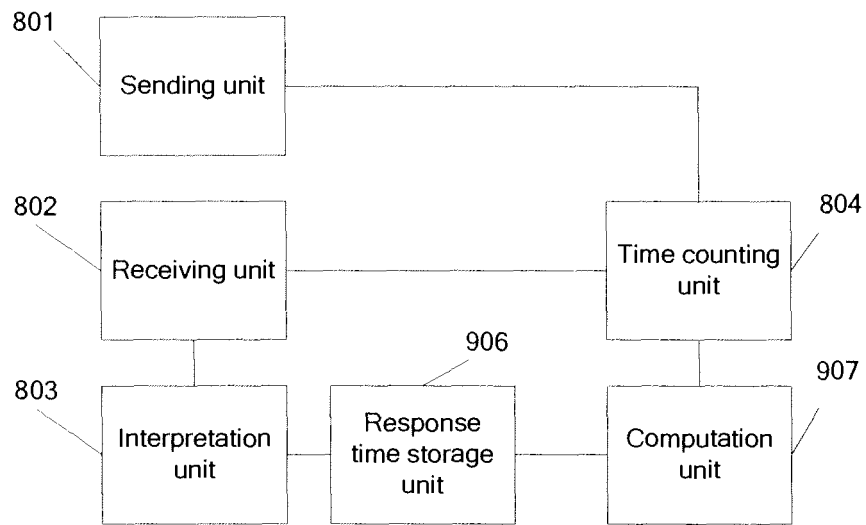 801
Sending unit
802
804
Receiving unit
Time counting
unit
906
907
803
Interpretation
unit
Response
time storage
unit
Computation
unit